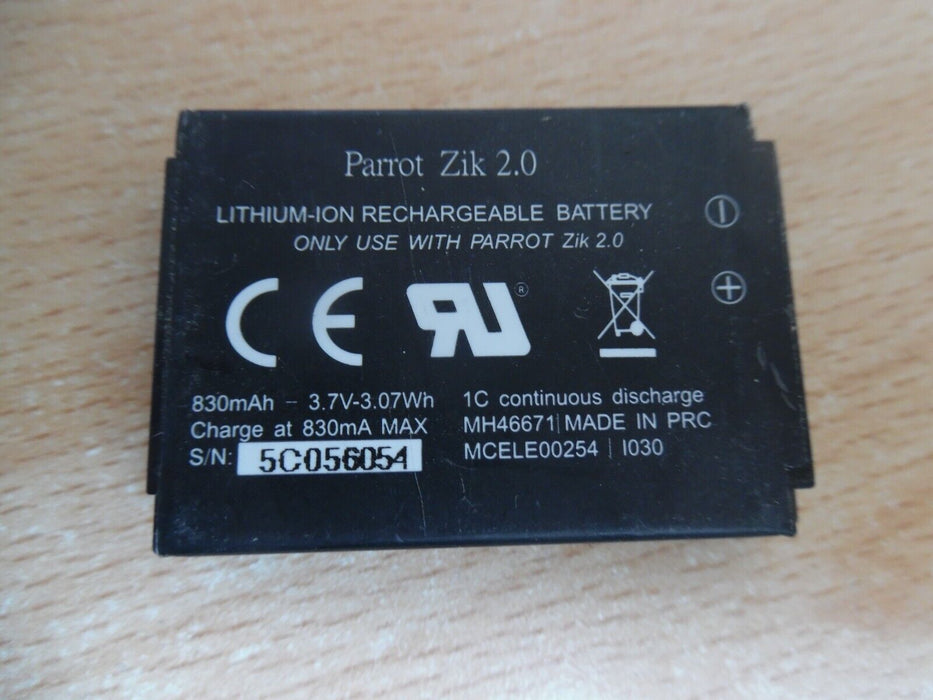 Parrot Zik 2.0
LITHIUM-ION RECHARGEABLE BATTERY
ONLY USE WITH PARROT Zik 2.0
CE RU ®
830mAh - 3.7V-3.07Wh
Charge at 830mA MAX
S/N: 5C056054
1C continuous discharge
MH46671| MADE IN PRC
MCELE00254 | I030